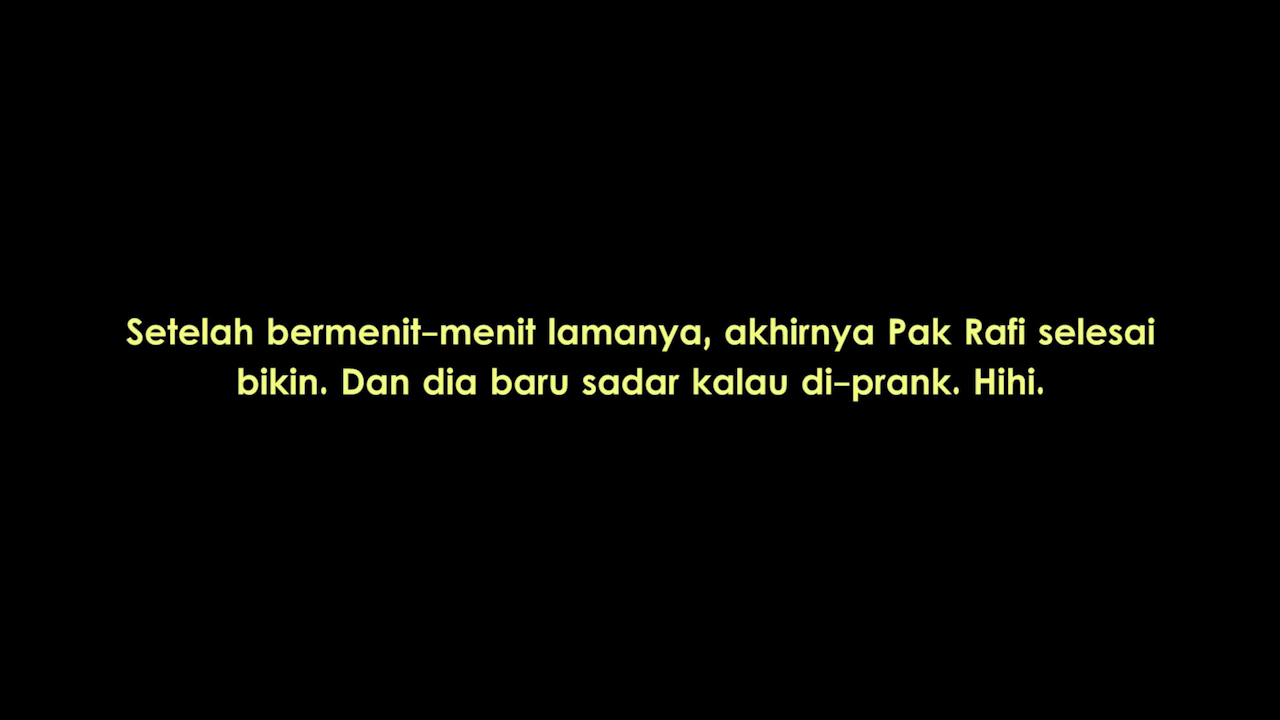 Setelah bermenit-menit lamanya, akhirnya Pak Rafi selesai
bikin. Dan dia baru sadar kalau di-prank. Hihi.